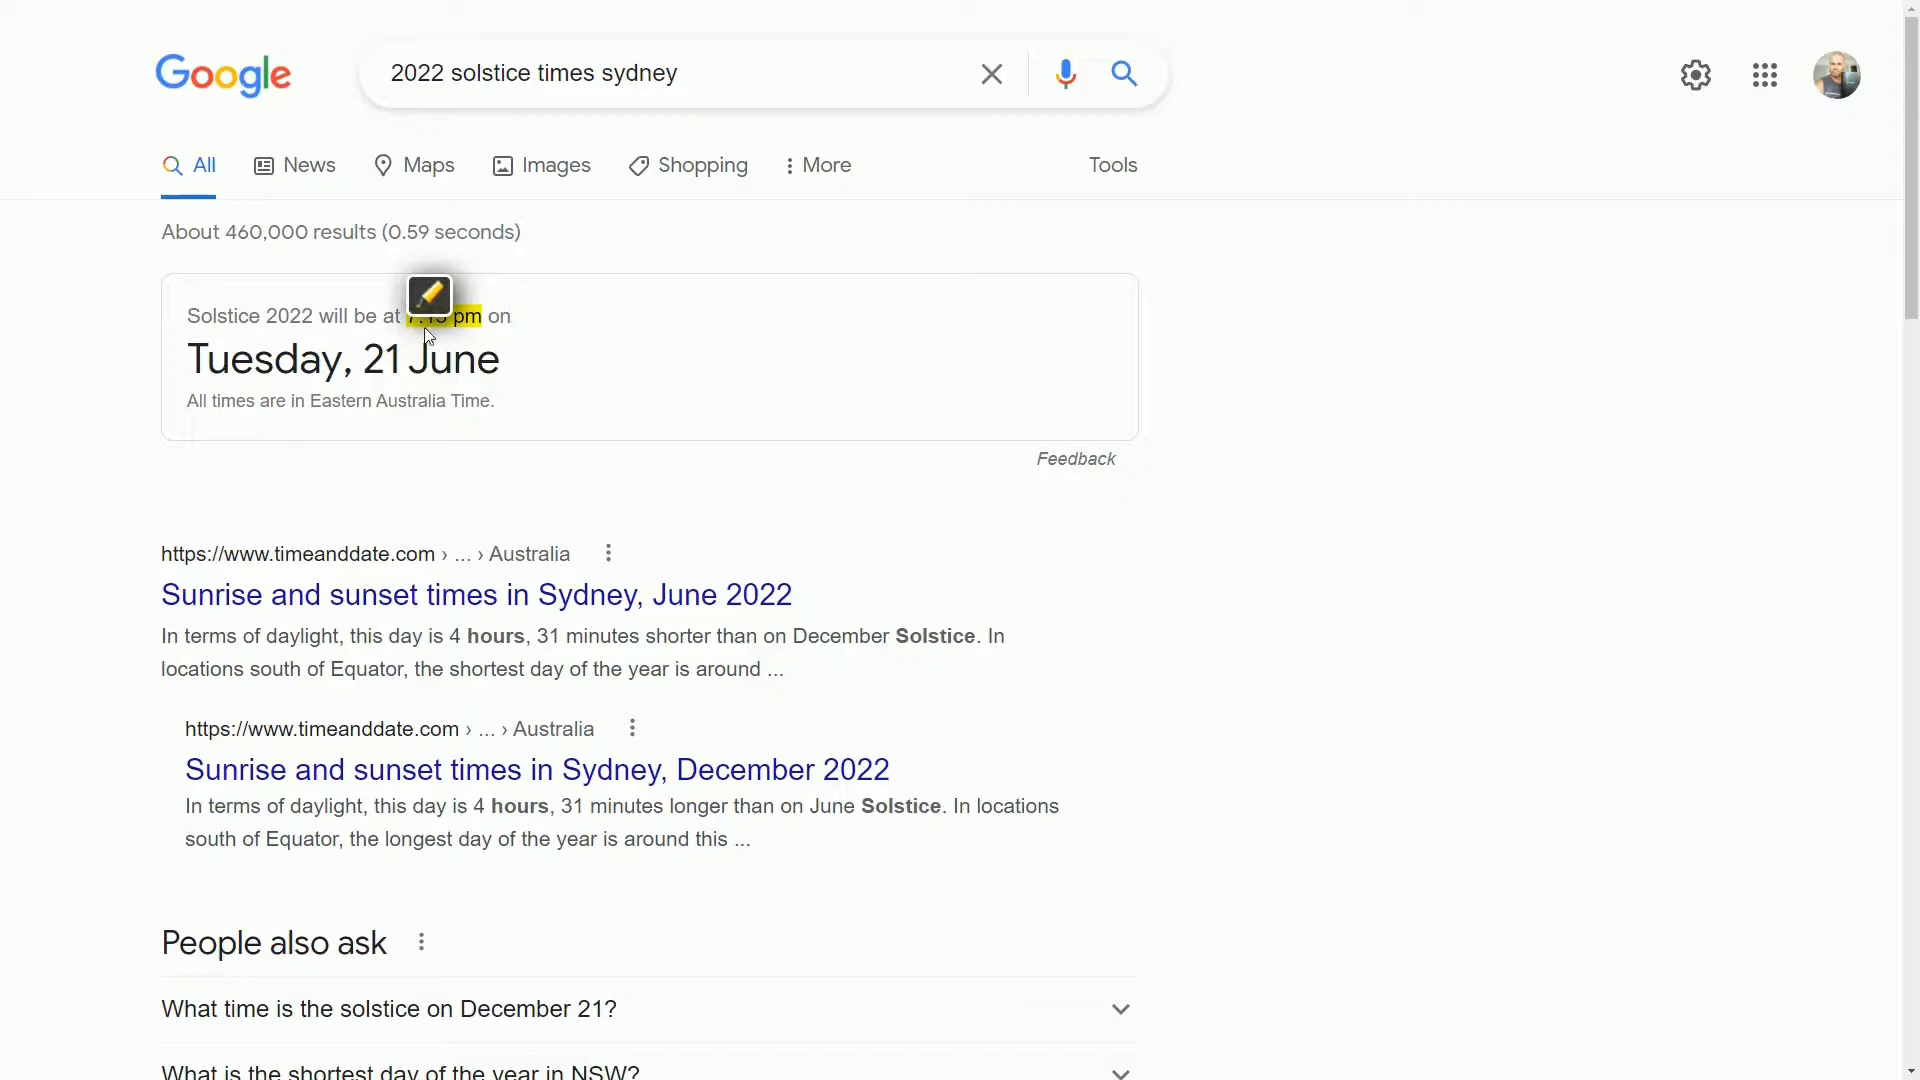 Google
2022 solstice times sydney
All
News
Maps
Images
Shopping
More
Tools
About 460,000 results (0.59 seconds)
Solstice 2022 will be at pm on
Tuesday, 21 June
All times are in Eastern Australia Time.
Feedback
https://www.timeanddate.com › ... › Australia
Sunrise and sunset times in Sydney, June 2022
In terms of daylight, this day is 4 hours, 31 minutes shorter than on December Solstice. In
locations south of Equator, the shortest day of the year is around ...
https://www.timeanddate.com › ... › Australia
Sunrise and sunset times in Sydney, December 2022
In terms of daylight, this day is 4 hours, 31 minutes longer than on June Solstice. In locations
south of Equator, the longest day of the year is around this ...
People also ask
What time is the solstice on December 21?
What is the shortest day of the year in NSW?